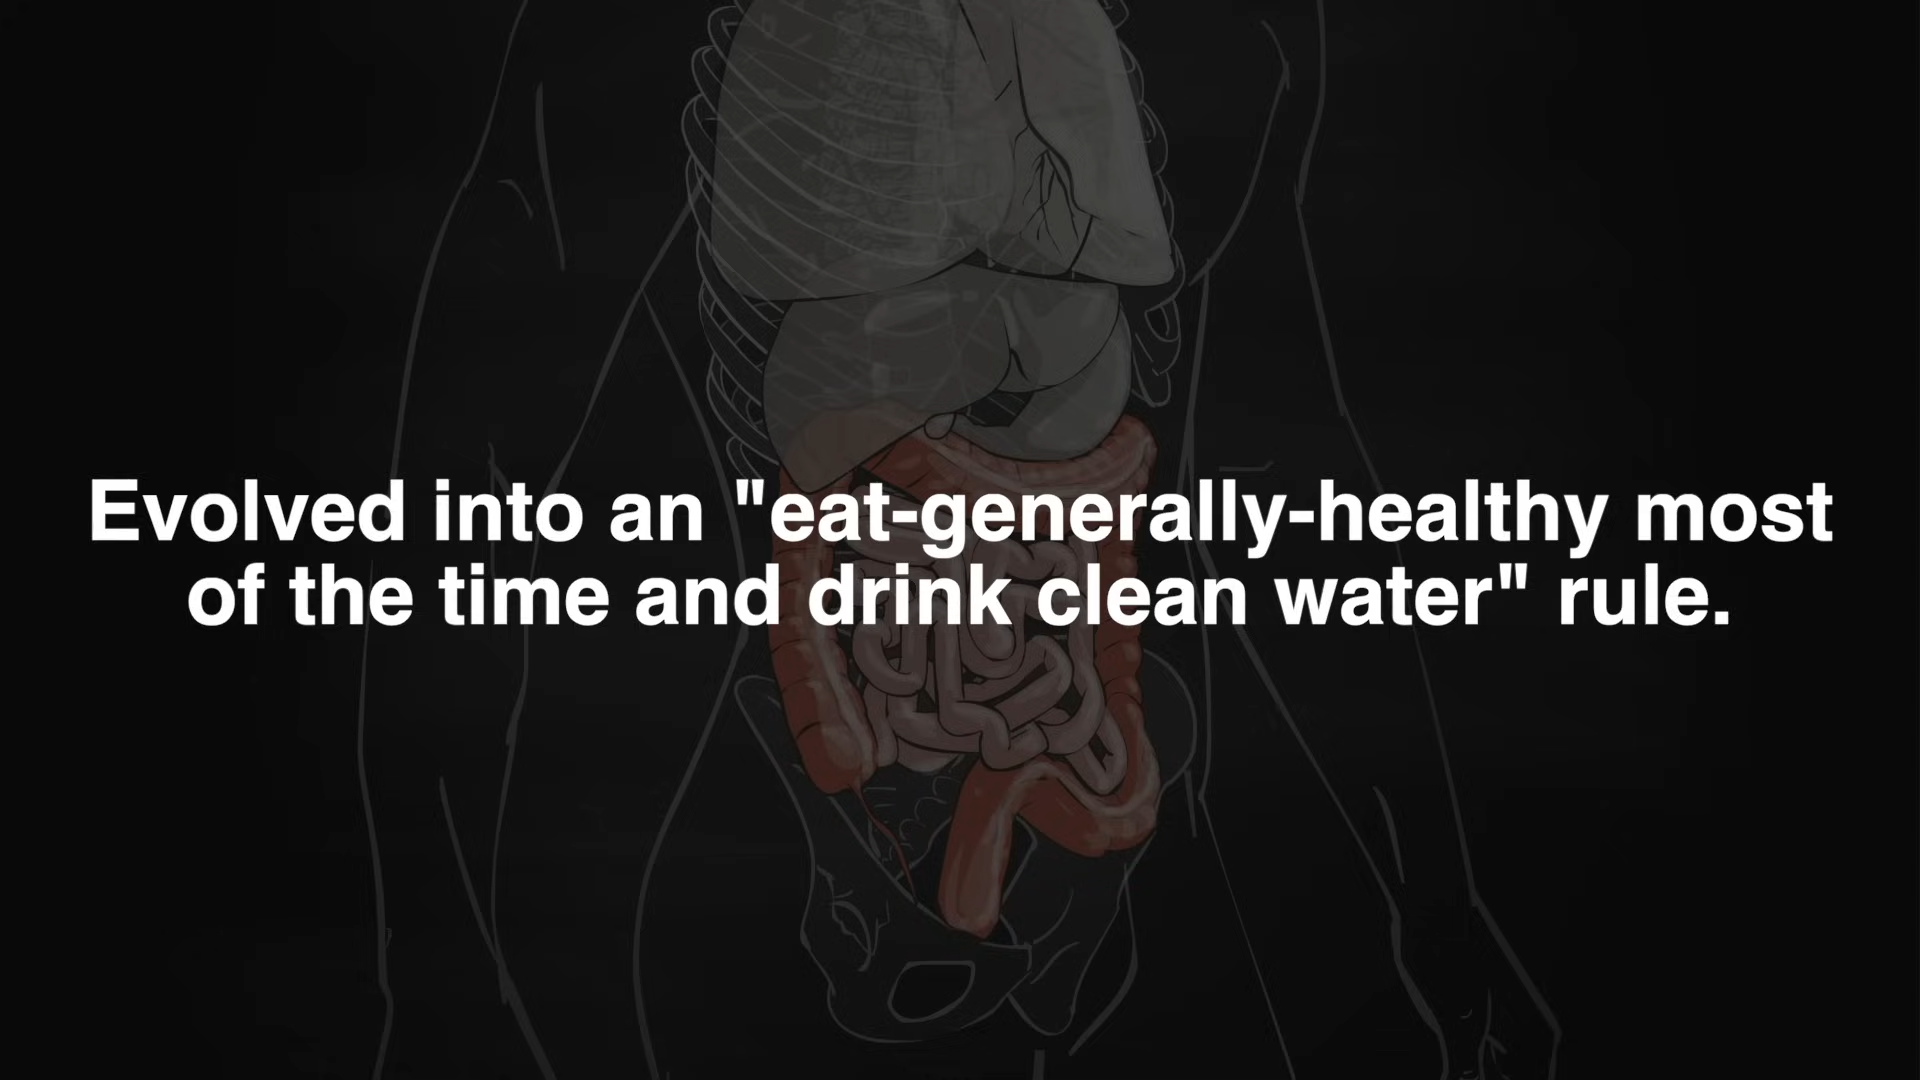 Evolved into an "eat-generally-healthy most
of the time and drink clean water" rule.